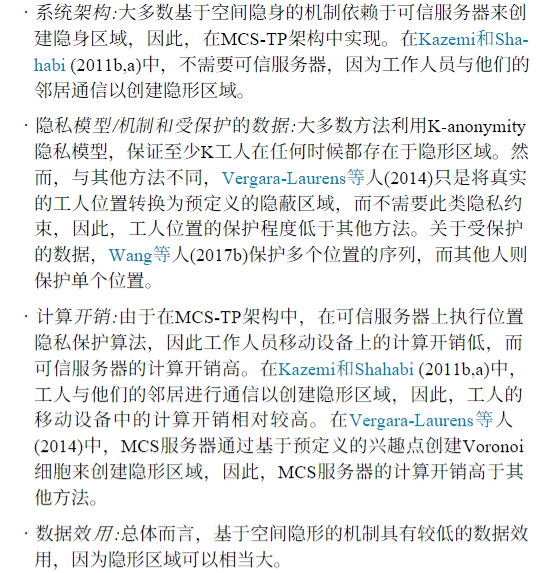 · 系统架构:大多数基于空间隐身的机制依赖于可信服务器来创
建隐身区域，因此，在MCS-TP架构中实现。在Kazemi和Sha-
habi (2011b,a)中，不需要可信服务器，因为工作人员与他们的
邻居通信以创建隐形区域。
· 隐私模型/机制和受保护的数据:大多数方法利用K-anonymity
隐私模型，保证至少K工人在任何时候都存在于隐形区域。然
而，与其他方法不同，Vergara-Laurens等人(2014)只是将真实
的工人位置转换为预定义的隐蔽区域，而不需要此类隐私约
束，因此，工人位置的保护程度低于其他方法。关于受保护
的数据，Wang等人(2017b)保护多个位置的序列，而其他人则
保护单个位置。
· 计算开销:由于在MCS-TP架构中，在可信服务器上执行位置
隐私保护算法，因此工作人员移动设备上的计算开销低，而
可信服务器的计算开销高。在Kazemi和Shahabi (2011b,a)中，
工人与他们的邻居进行通信以创建隐形区域，因此，工人的
移动设备中的计算开销相对较高。在Vergara-Laurens等人
(2014)中，MCS服务器通过基于预定义的兴趣点创建Voronoi
细胞来创建隐形区域，因此，MCS服务器的计算开销高于其
他方法。
· 数据效用:总体而言，基于空间隐形的机制具有较低的数据效
用，因为隐形区域可以相当大。